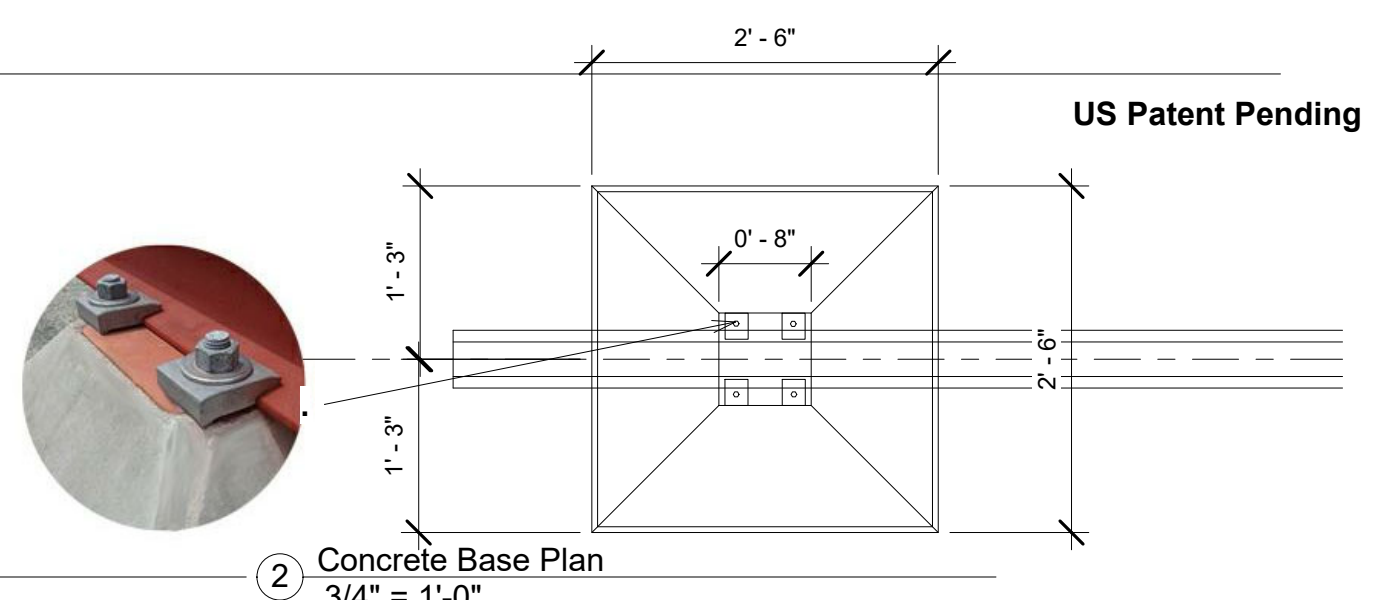 2' - 6"
US Patent Pending
1' - 3"
0' - 8"
2' - 6"
1' - 3"
2
Concrete Base Plan
3/4" = 1'-0"